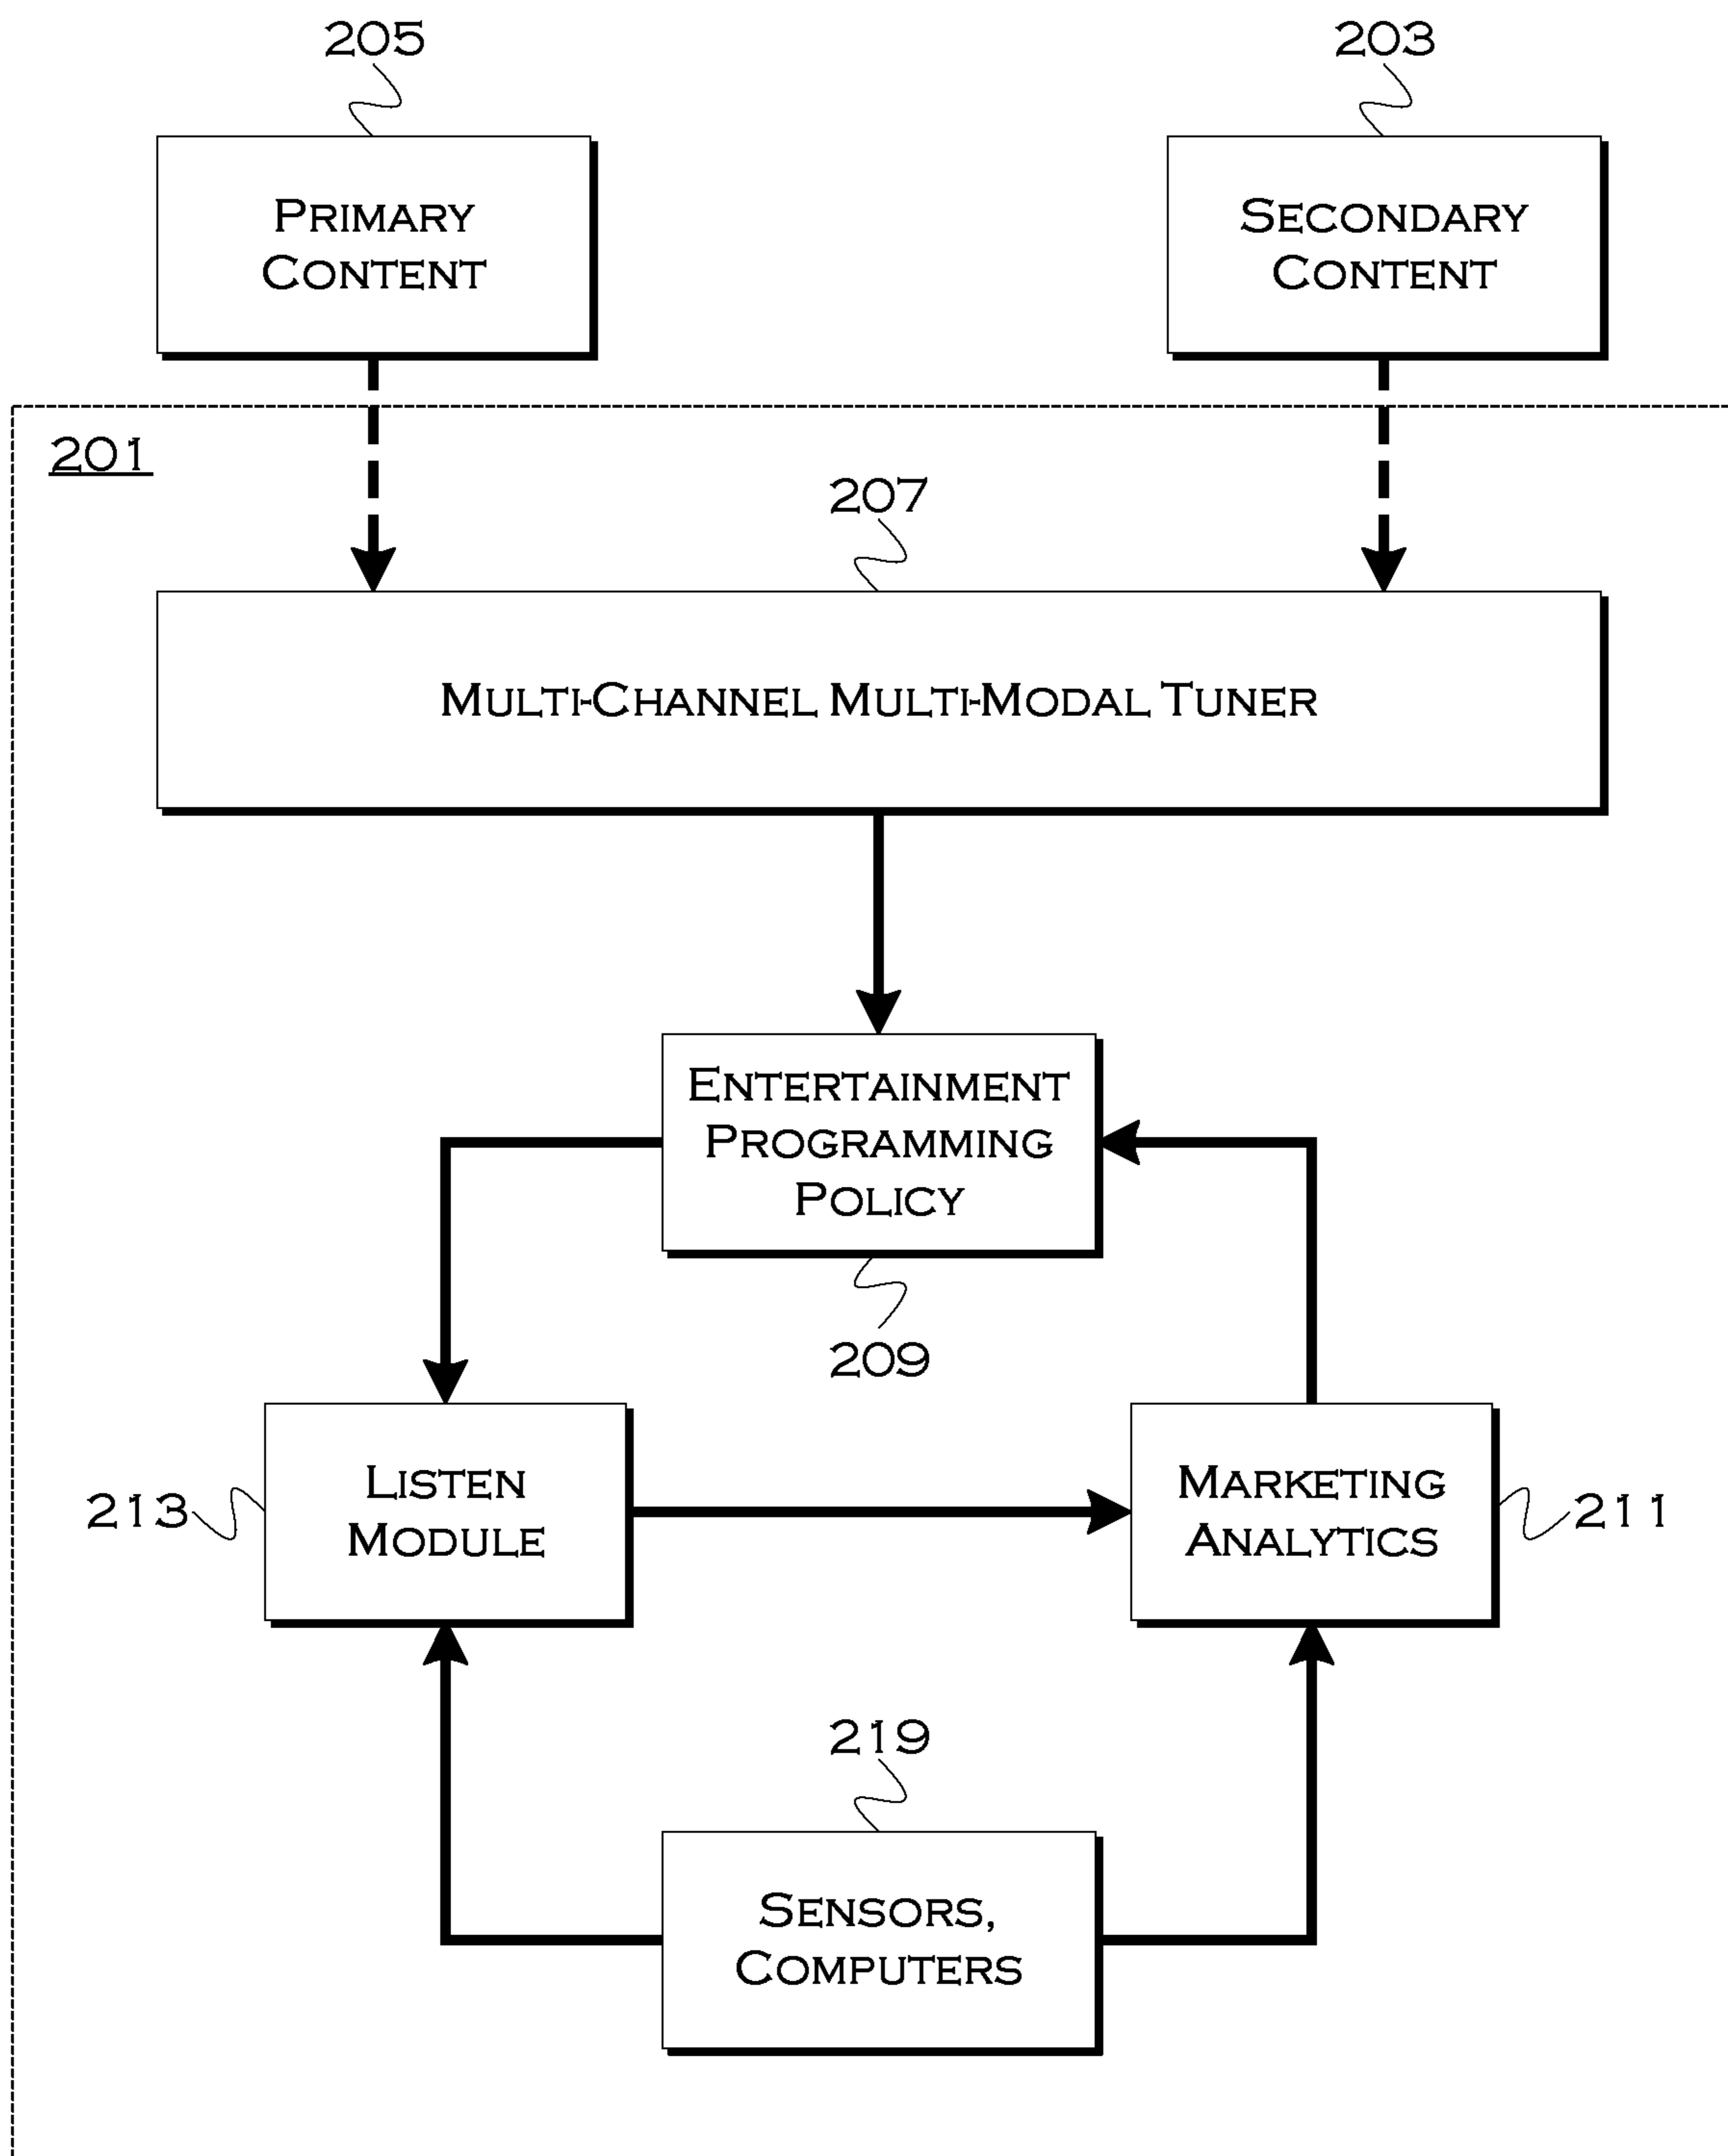 205
203
Primary
Content
Secondary
Content
201
207
Multi-Channel Multi-Modal Tuner
Entertainment
Programming
Policy
209
Listen
Module
213
Marketing
Analytics
211
219
Sensors,
Computers